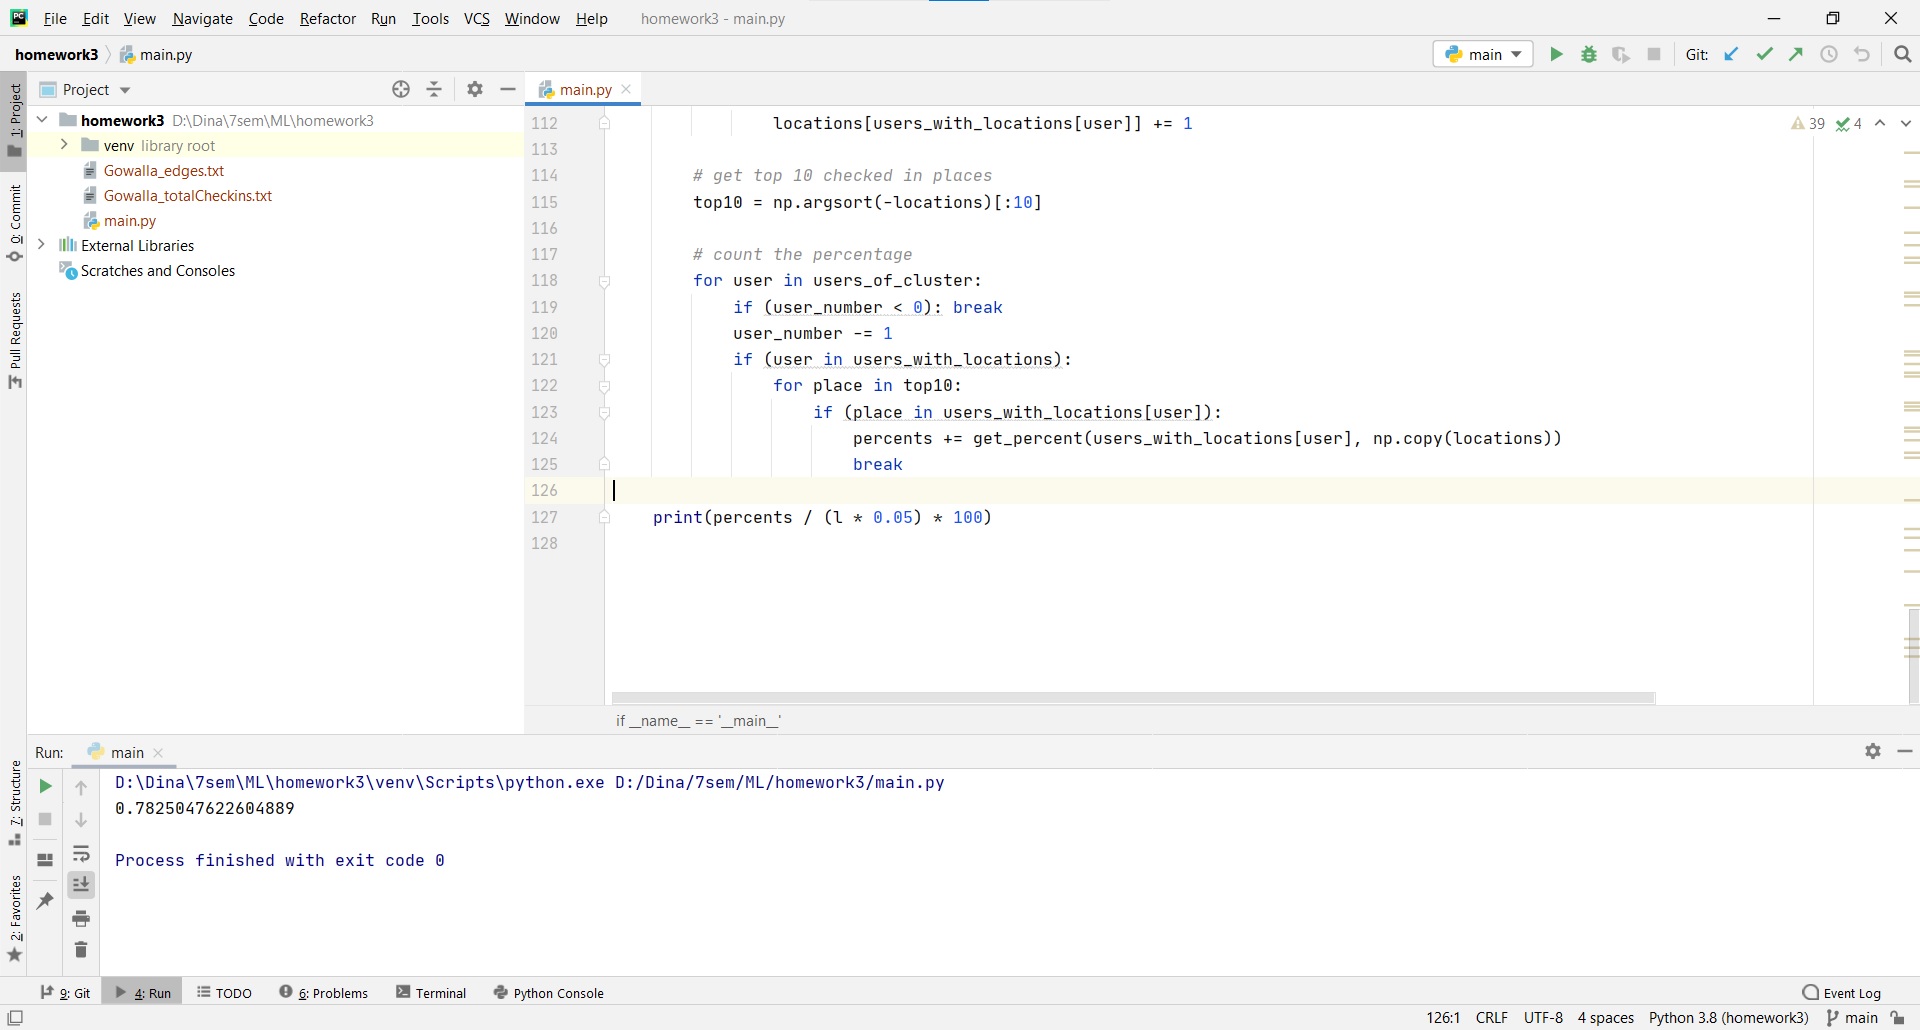 File Edit View Navigate Code Refactor Run Tools VCS Window Help homework3 - main.py
homework3 main.py main Git:
Project main.py
homework3 D:\Dina\7sem\ML\homework3
venv library root
Gowalla_edges.txt
Gowalla_totalCheckins.txt
main.py
External Libraries
Scratches and Consoles
1: Project
0: Commit
Pull Requests
7: Structure
2: Favorites
39 4
112 locations[users_with_locations[user]] += 1
113
114 # get top 10 checked in places
115 top10 = np.argsort(-locations)[:10]
116
117 # count the percentage
118 for user in users_of_cluster:
119 if (user_number < 0): break
120 user_number -= 1
121 if (user in users_with_locations):
122 for place in top10:
123 if (place in users_with_locations[user]):
124 percents += get_percent(users_with_locations[user], np.copy(locations))
125 break
126
127 print(percents / (l * 0.05) * 100)
128
if __name__ == '__main__'
Run: main
D:\Dina\7sem\ML\homework3\venv\Scripts\python.exe D:/Dina/7sem/ML/homework3/main.py
0.7825047622604889
Process finished with exit code 0
9: Git 4: Run TODO 6: Problems Terminal Python Console Event Log
126:1 CRLF UTF-8 4 spaces Python 3.8 (homework3) main